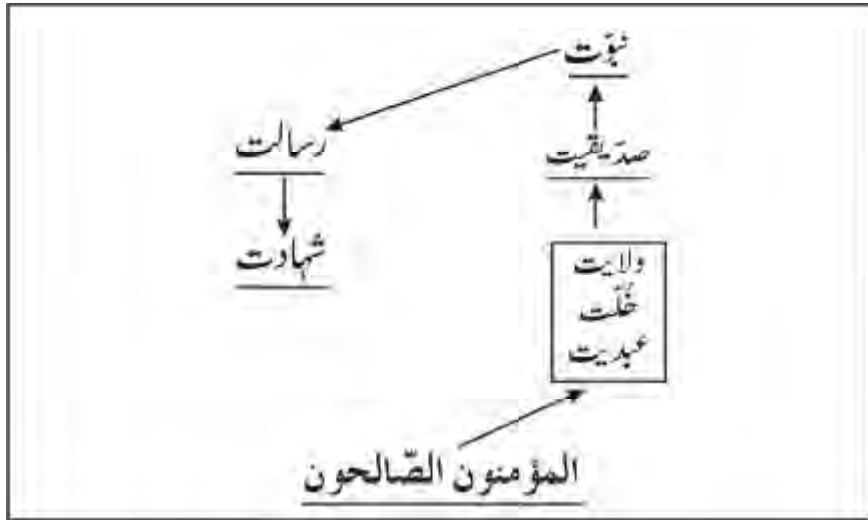 نبوّت
رسالت
صدّیقیت
شہادت
ولایت
خُلّت
عبدیت
المؤمنون الصّالحون